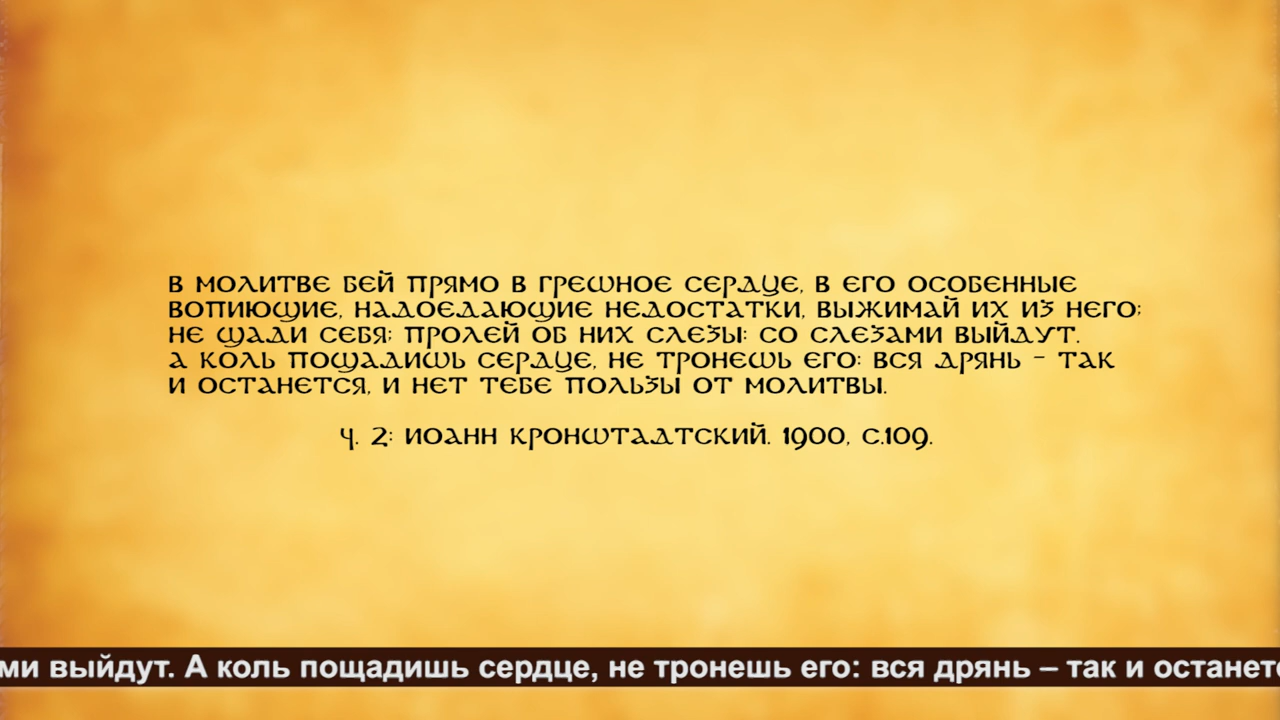 В МОЛИТВЕ БЕЙ ПРЯМО В ГРЕШНОЕ СЕРДЦЕ, В ЕГО ОСОБЕННЫЕ
ВОПИЮЩИЕ, НАДОЕДАЮЩИЕ НЕДОСТАТКИ, ВЫЖИМАЙ ИХ ИЗ НЕГО;
НЕ ЩАДИ СЕБЯ; ПРОЛЕЙ ОБ НИХ СЛЕЗЫ: СО СЛЕЗАМИ ВЫЙДУТ.
А КОЛЬ ПОЩАДИШЬ СЕРДЦЕ, НЕ ТРОНЕШЬ ЕГО: ВСЯ ДРЯНЬ - ТАК
И ОСТАНЕТСЯ, И НЕТ ТЕБЕ ПОЛЬЗЫ ОТ МОЛИТВЫ.
Ч. 2: ИОАНН КРОНШТАДТСКИЙ. 1900, С.109.
ми выйдут. А коль пощадишь сердце, не тронешь его: вся дрянь – так и останет